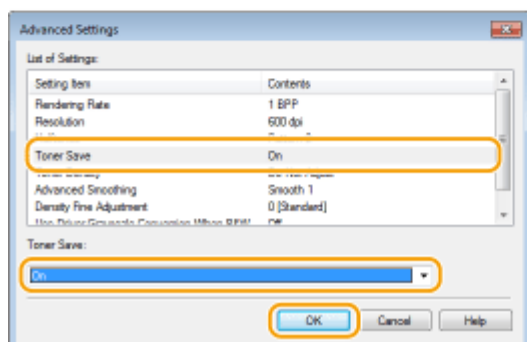 Advanced Settings
List of Settings:
Setting Item Contents
Rendering Rate 1 BPP
Resolution 600 dpi
Toner Save On
Advanced Smoothing Smooth 1
Density Fine Adjustment 0 [Standard]
Toner Save:
On
OK Cancel Help